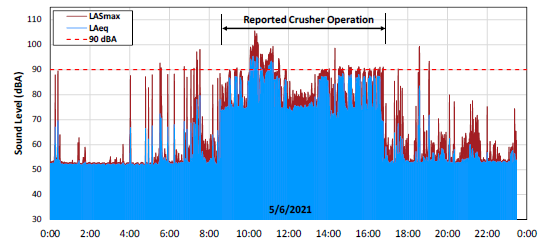 LASmax
LAeq
90 dBA
Reported Crusher Operation
Sound Level (dBA)
110
100
90
80
70
60
50
40
30
5/6/2021
0:00 2:00 4:00 6:00 8:00 10:00 12:00 14:00 16:00 18:00 20:00 22:00 0:00